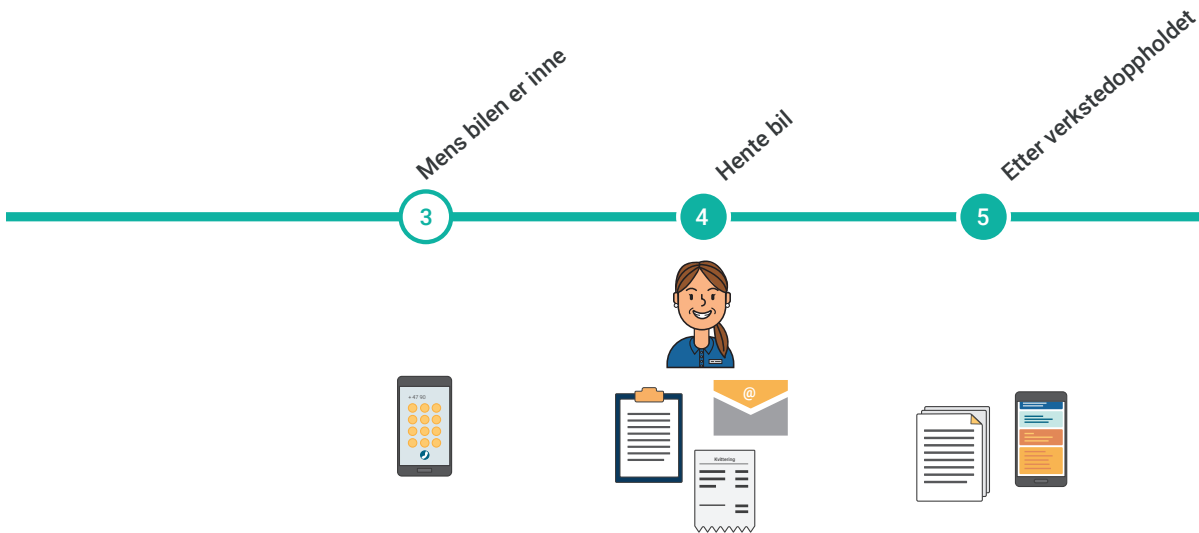 Mens bilen er inne
Hente bil
Etter verkstedoppholdet
3
4
5
+ 47 90
@
Kvittering